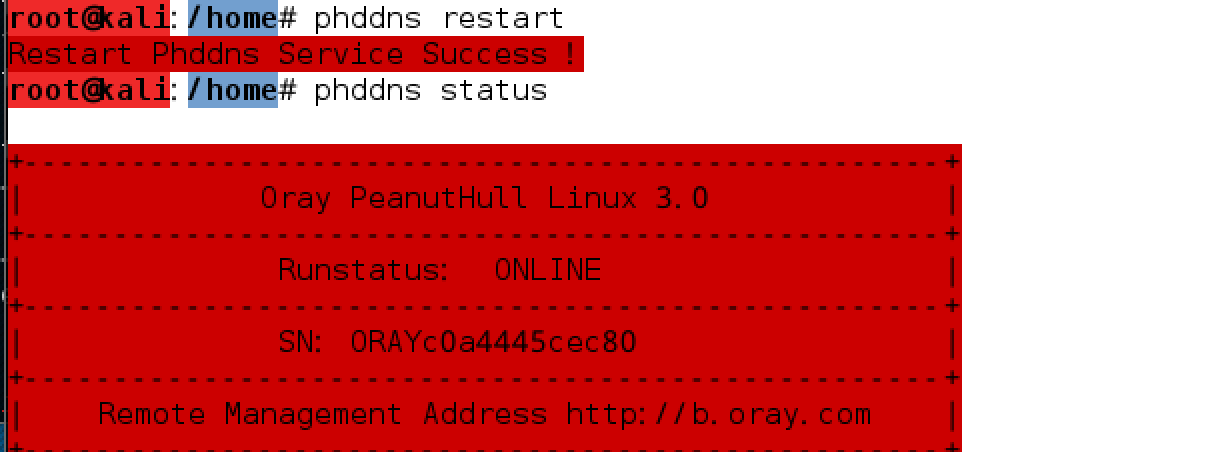 root@kali:/home# phddns restart
Restart Phddns Service Success !
root@kali:/home# phddns status
+---------------------------------------------------+
| Oray PeanutHull Linux 3.0 |
+---------------------------------------------------+
| Runstatus: ONLINE |
+---------------------------------------------------+
| SN: ORAYc0a4445cec80 |
+---------------------------------------------------+
| Remote Management Address http://b.oray.com |
+---------------------------------------------------+